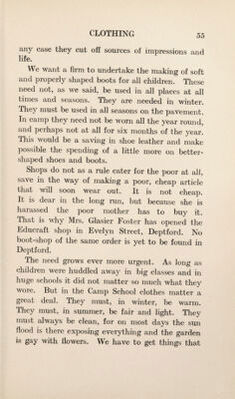 CLOTHING 55
any case they cut off sources of impressions and
life.
We want a firm to undertake the making of soft
and properly shaped boots for all children. These
need not, as we said, be used in all places at all
times and seasons. They are needed in winter.
They must be used in all seasons on the pavement.
In camp they need not be worn all the year round,
and perhaps not at all for six months of the year.
This would be a saving in shoe leather and make
possible the spending of a little more on better-
shaped shoes and boots.
Shops do not as a rule cater for the poor at all,
save in the way of making a poor, cheap article
that will soon wear out. It is not cheap.
It is dear in the long run, but because she is
harassed the poor mother has to buy it.
That is why Mrs. Glasier Foster has opened the
Educraft shop in Evelyn Street, Deptford. No
boot-shop of the same order is yet to be found in
Deptford.
The need grows ever more urgent. As long as
children were huddled away in big classes and in
huge schools it did not matter so much what they
wore. But in the Camp School clothes matter a
great deal. They must, in winter, be warm.
They must, in summer, be fair and light. They
must always be clean, for on most days the sun
flood is there exposing everything and the garden
is gay with flowers. We have to get things that